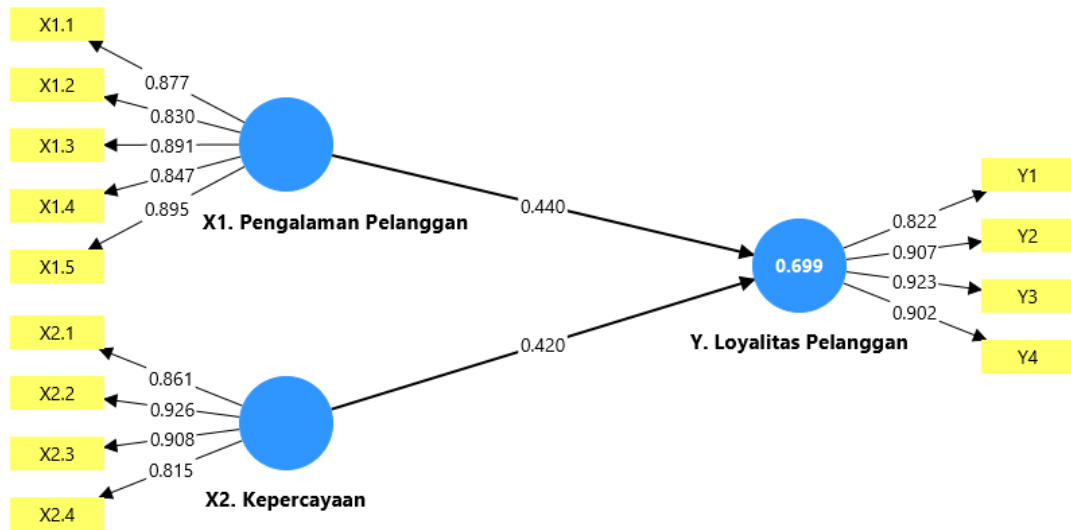 X1.1
X1.2
X1.3
X1.4
X1.5
0.877
0.830
0.891
0.847
0.895
X1. Pengalaman Pelanggan
0.440
X2.1
X2.2
X2.3
X2.4
0.861
0.926
0.908
0.815
X2. Kepercayaan
0.420
0.699
Y. Loyalitas Pelanggan
0.822
0.907
0.923
0.902
Y1
Y2
Y3
Y4